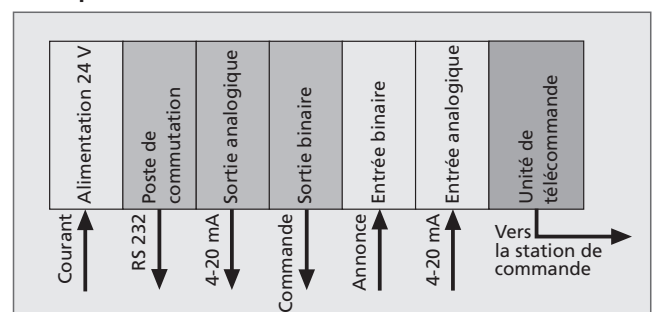 Alimentation 24 V
Poste de
commutation
Sortie analogique
Sortie binaire
Entrée binaire
Entrée analogique
Unité de
télécommande
Courant
RS 232
4-20 mA
Commande
Annonce
4-20 mA
Vers
la station de
commande